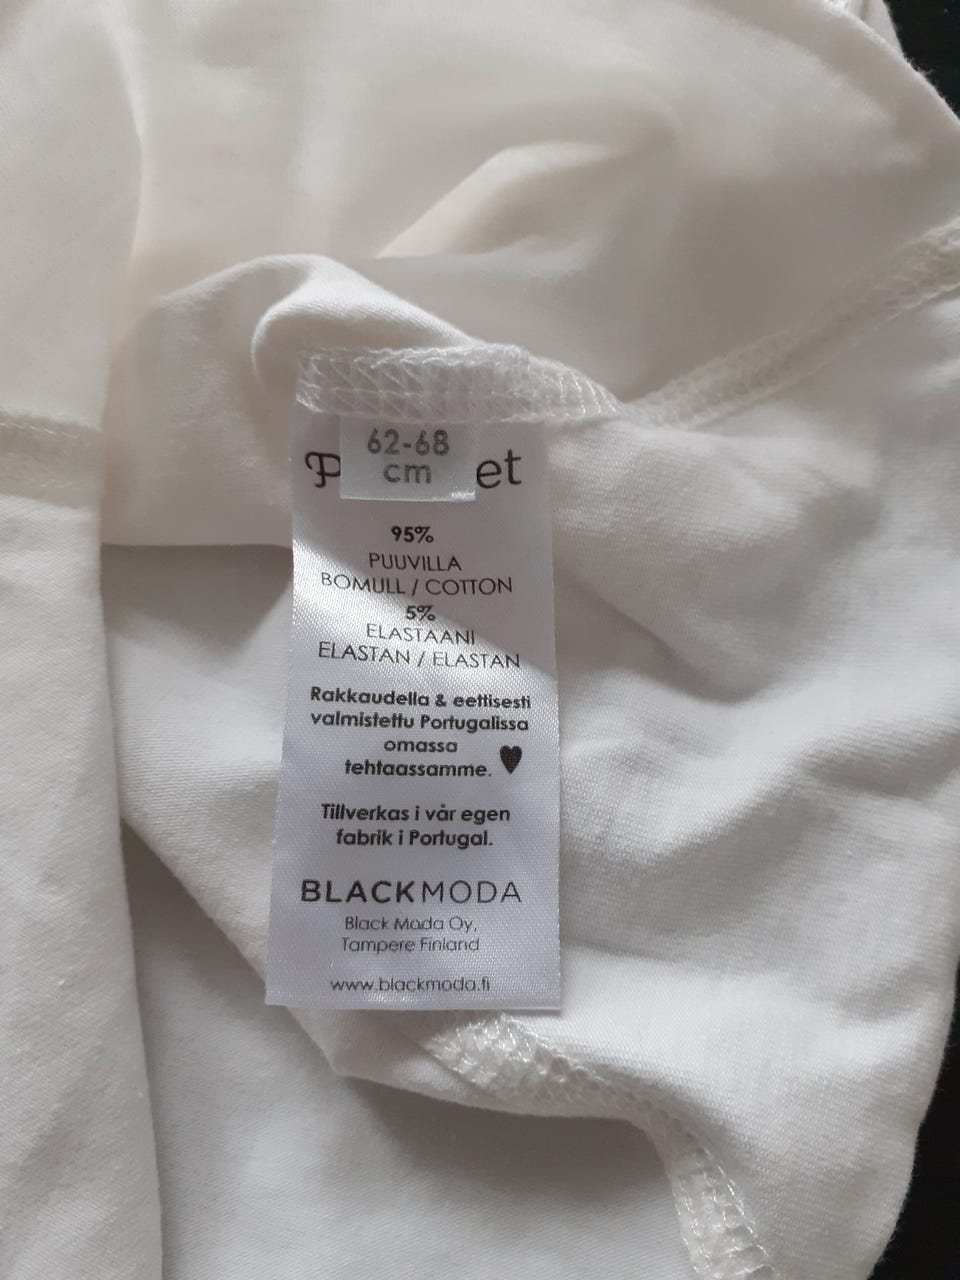 62-68
cm
95%
PUUVILLA
BOMULL / COTTON
5%
ELASTAANI
ELASTAN / ELASTAN
Rakkaudella & eettisesti
valmistettu Portugalissa
omassa
tehtaassamme. ♥
Tillverkas i vår egen
fabrik i Portugal.
BLACKMODA
Black Moda Oy,
Tampere Finland
www.blackmoda.fi